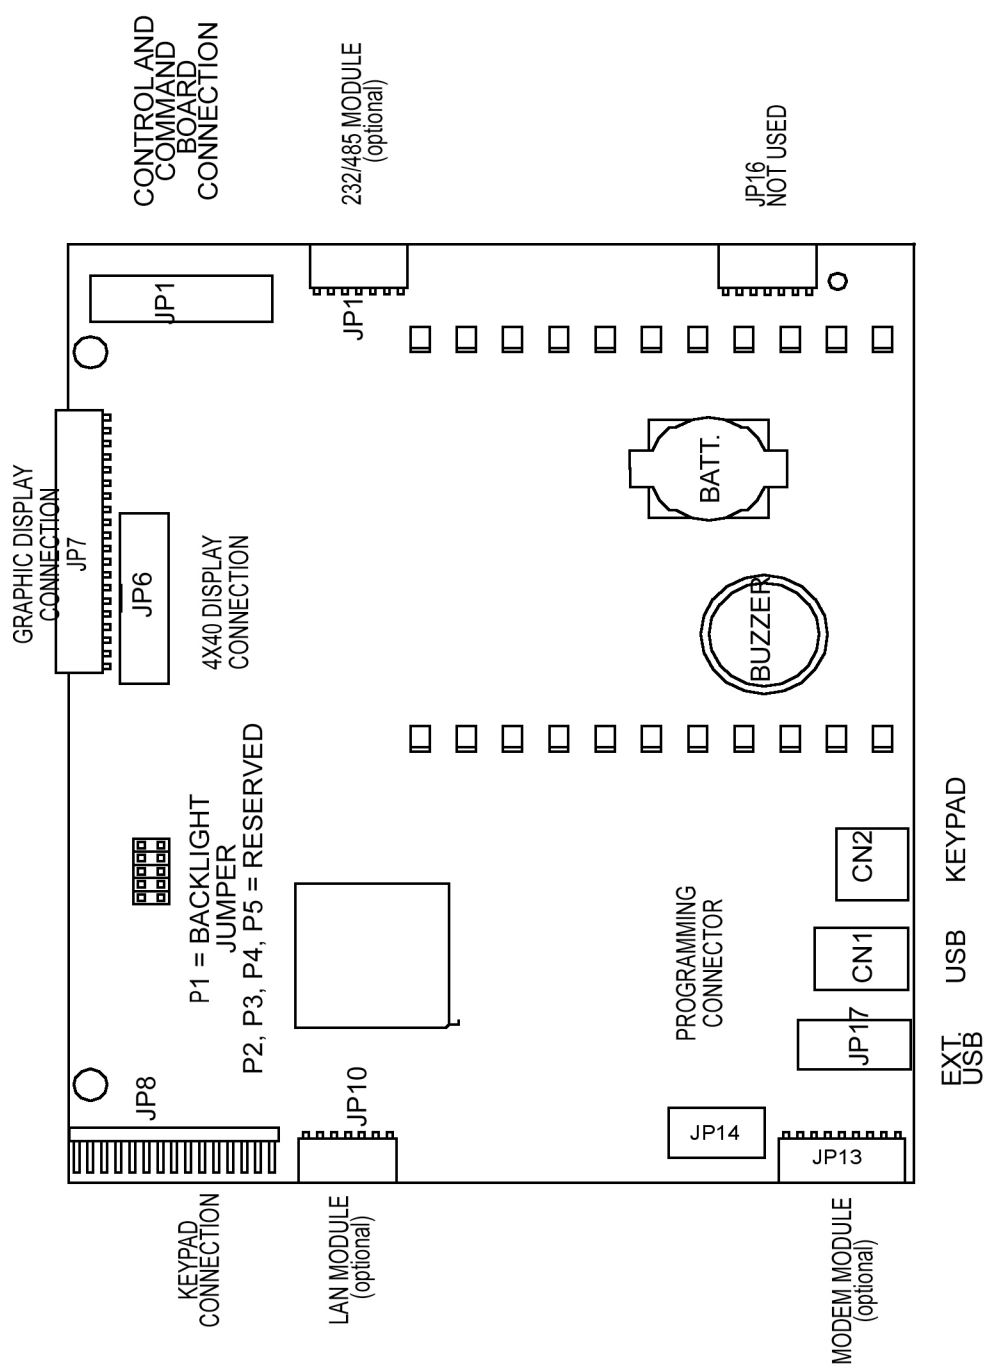 CONTROL AND
COMMAND
BOARD
CONNECTION
232/485 MODULE
(optional)
JP16
NOT USED
JP1
JP1
GRAPHIC DISPLAY
CONNECTION
JP7
JP6
4X40 DISPLAY
CONNECTION
BATT.
BUZZER
P1 = BACKLIGHT
JUMPER
P2, P3, P4, P5 = RESERVED
PROGRAMMING
CONNECTOR
CN2
KEYPAD
CN1
USB
JP17
EXT.
USB
JP8
JP10
JP14
JP13
KEYPAD
CONNECTION
LAN MODULE
(optional)
MODEM MODULE
(optional)